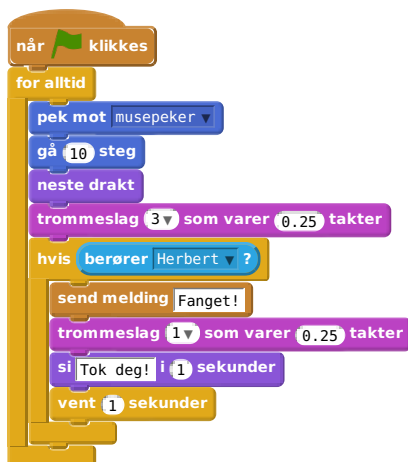 når klikkes
for alltid
pek mot musepeker
gå 10 steg
neste drakt
trommeslag 3 som varer 0.25 takter
hvis berører Herbert ?
send melding Fanget!
trommeslag 1 som varer 0.25 takter
si Tok deg! i 1 sekunder
vent 1 sekunder